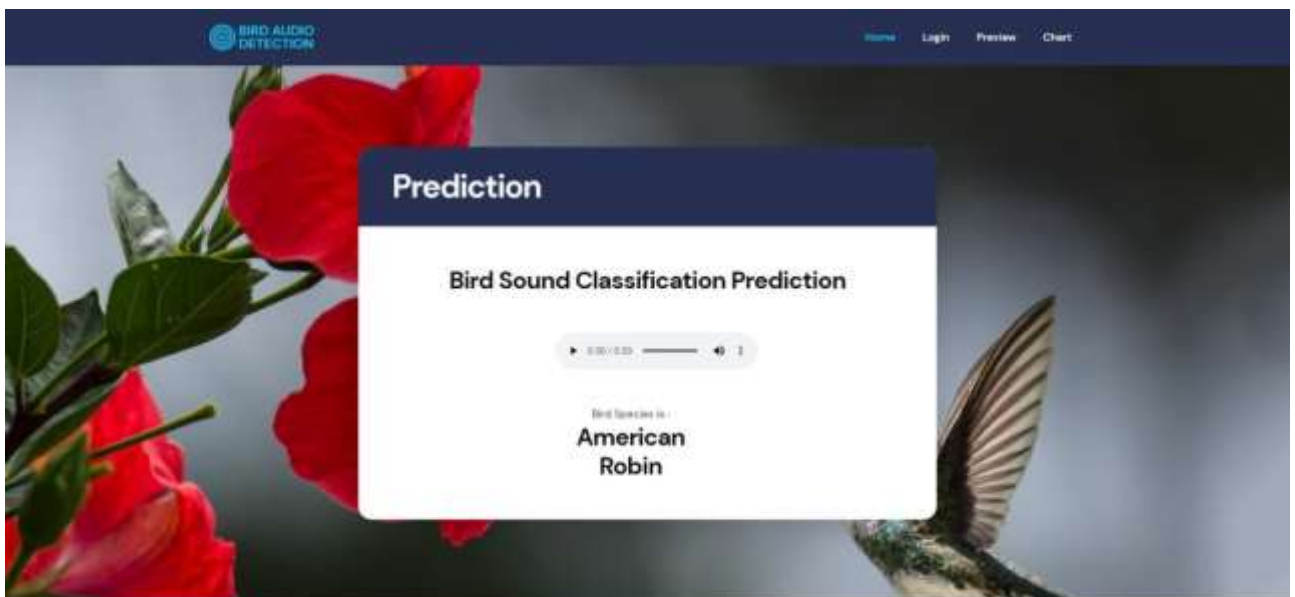 BIRD AUDIO
DETECTION
Home Login Preview Chart
Prediction
Bird Sound Classification Prediction
Bird Species is :
American
Robin